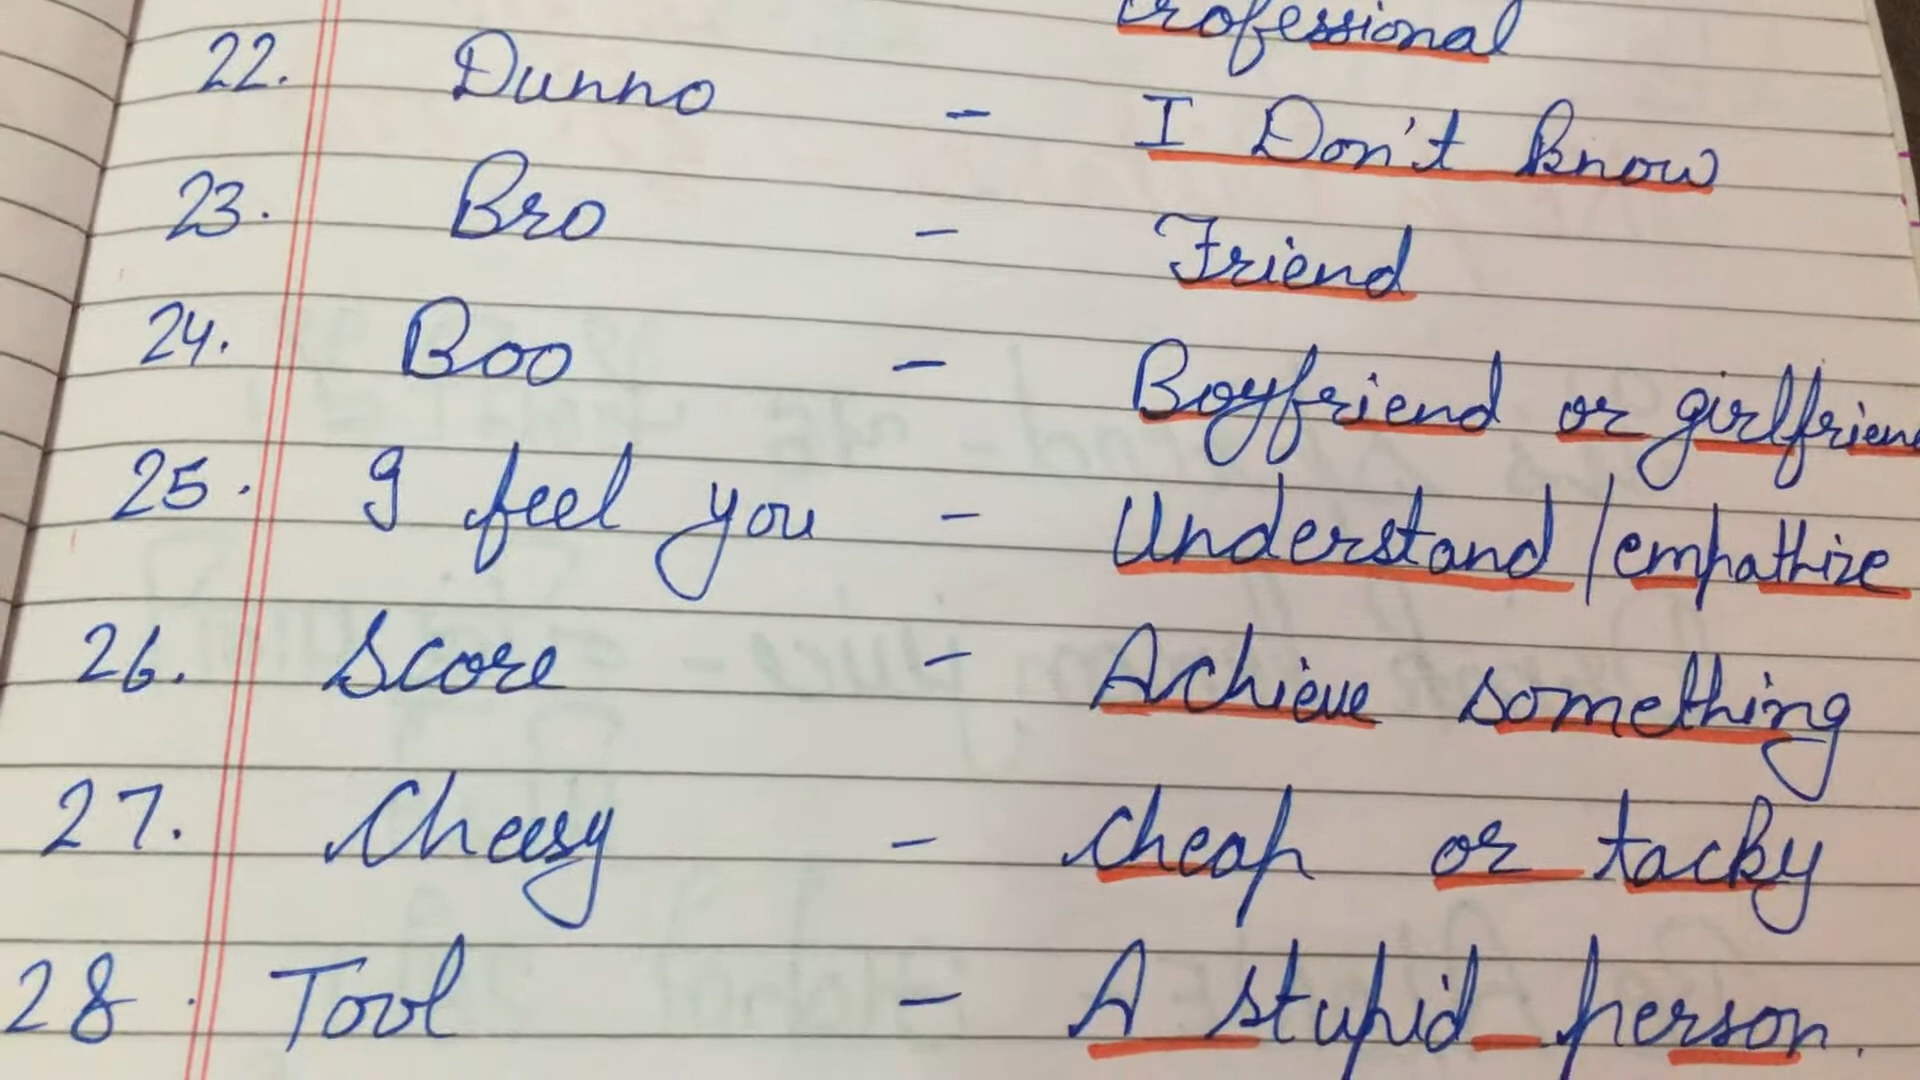 Professional
22. Dunno - I Don't know
23. Bro - Friend
24. Boo - Boyfriend or girlfrien
25. I feel you - Understand / empathize
26. Score - Achieve something
27. Cheesy - cheap or tacky
28. Tool - A stupid person.